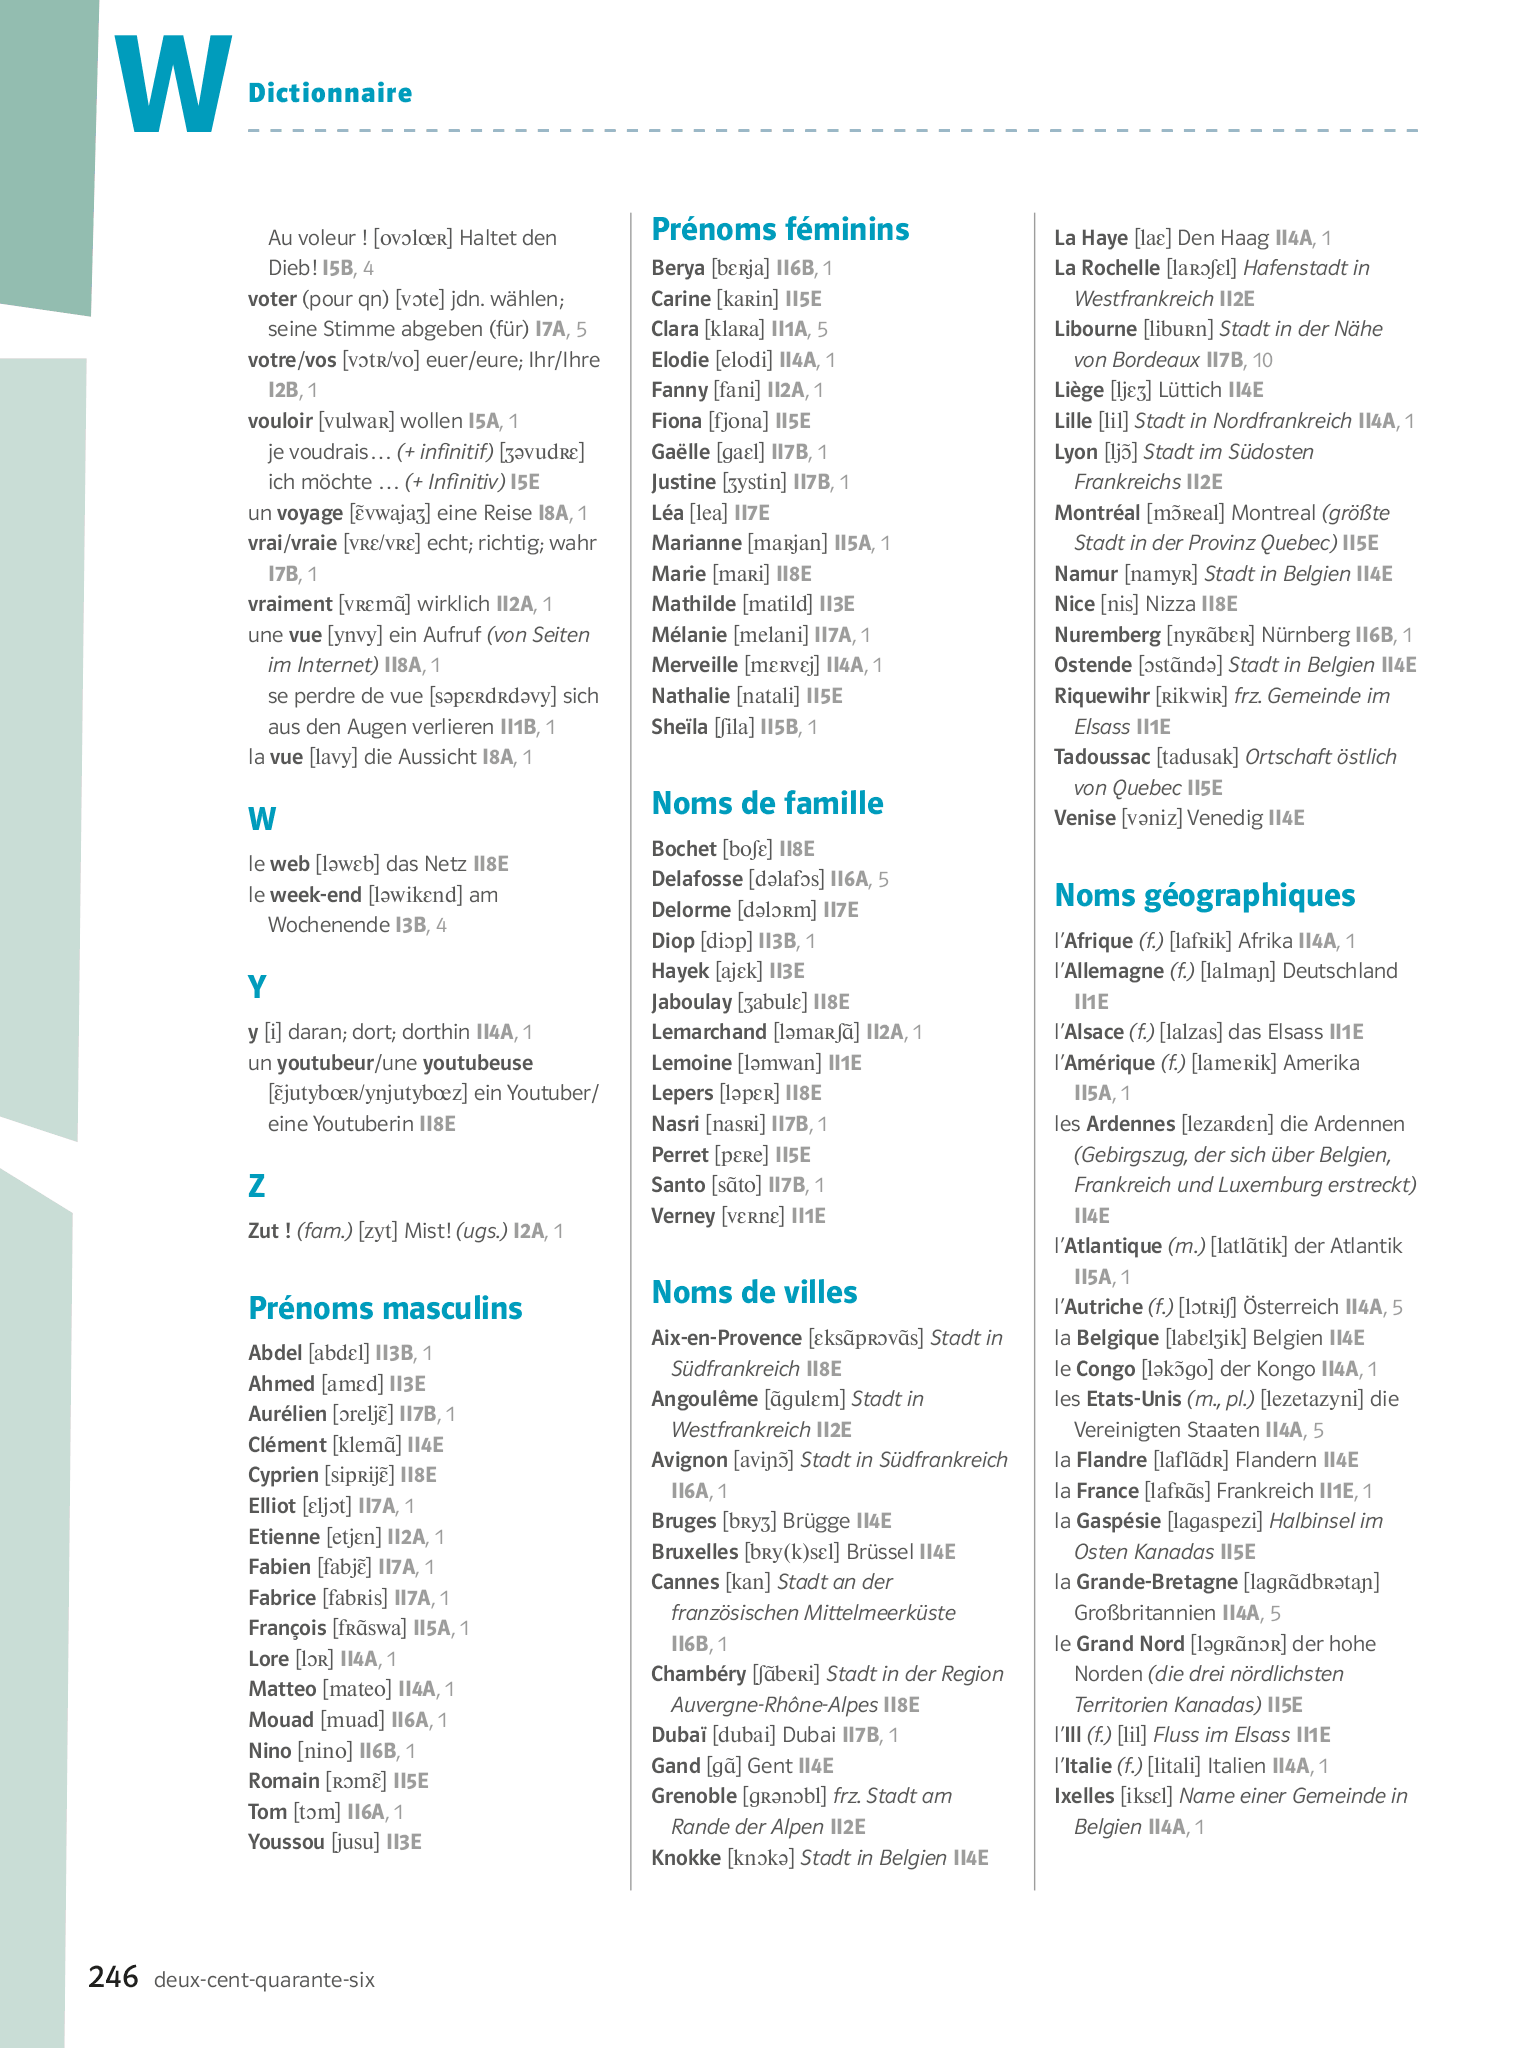 W
Dictionnaire
Au voleur ! [ovɔlœʀ] Haltet den
Dieb! I5B, 4
voter (pour qn) [vɔte] jdn. wählen;
seine Stimme abgeben (für) I7A, 5
votre/vos [vɔtʀ/vo] euer/eure; Ihr/Ihre
I2B, 1
vouloir [vulwaʀ] wollen I5A, 1
je voudrais… (+ infinitif) [ʒəvudʀɛ]
ich möchte … (+ Infinitiv) I5E
un voyage [ɛ̃vwajaʒ] eine Reise I8A, 1
vrai/vraie [vʀɛ/vʀɛ] echt; richtig; wahr
I7B, 1
vraiment [vʀɛmɑ̃] wirklich II2A, 1
une vue [ynvy] ein Aufruf (von Seiten
im Internet) II8A, 1
se perdre de vue [səpɛʀdʀdəvy] sich
aus den Augen verlieren II1B, 1
la vue [lavy] die Aussicht I8A, 1
W
le web [ləwɛb] das Netz II8E
le week-end [ləwikɛnd] am
Wochenende I3B, 4
Y
y [i] daran; dort; dorthin II4A, 1
un youtubeur/une youtubeuse
[ɛ̃jutybœʀ/ynjutybœz] ein Youtuber/
eine Youtuberin II8E
Z
Zut ! (fam.) [zyt] Mist! (ugs.) I2A, 1
Prénoms masculins
Abdel [abdɛl] II3B, 1
Ahmed [amɛd] II3E
Aurélien [ɔreljɛ̃] II7B, 1
Clément [klemɑ̃] II4E
Cyprien [sipʀijɛ̃] II8E
Elliot [ɛljɔt] II7A, 1
Etienne [etjɛn] II2A, 1
Fabien [fabjɛ̃] II7A, 1
Fabrice [fabʀis] II7A, 1
François [fʀɑ̃swa] II5A, 1
Lore [lɔʀ] II4A, 1
Matteo [mateo] II4A, 1
Mouad [muad] II6A, 1
Nino [nino] II6B, 1
Romain [ʀɔmɛ̃] II5E
Tom [tɔm] II6A, 1
Youssou [jusu] II3E
Prénoms féminins
Berya [bɛʀja] II6B, 1
Carine [kaʀin] II5E
Clara [klaʀa] II1A, 5
Elodie [elodi] II4A, 1
Fanny [fani] II2A, 1
Fiona [fjona] II5E
Gaëlle [gaɛl] II7B, 1
Justine [ʒystin] II7B, 1
Léa [lea] II7E
Marianne [maʀjan] II5A, 1
Marie [maʀi] II8E
Mathilde [matild] II3E
Mélanie [melani] II7A, 1
Merveille [mɛʀvɛj] II4A, 1
Nathalie [natali] II5E
Sheïla [ʃila] II5B, 1
Noms de famille
Bochet [boʃɛ] II8E
Delafosse [dəlafɔs] II6A, 5
Delorme [dəlɔʀm] II7E
Diop [diɔp] II3B, 1
Hayek [ajɛk] II3E
Jaboulay [ʒabulɛ] II8E
Lemarchand [ləmaʀʃɑ̃] II2A, 1
Lemoine [ləmwan] II1E
Lepers [ləpɛʀ] II8E
Nasri [nasʀi] II7B, 1
Perret [pɛʀe] II5E
Santo [sɑ̃to] II7B, 1
Verney [vɛʀnɛ] II1E
Noms de villes
Aix-en-Provence [ɛksɑ̃pʀɔvɑ̃s] Stadt in
Südfrankreich II8E
Angoulême [ɑ̃gulɛm] Stadt in
Westfrankreich II2E
Avignon [aviɲɔ̃] Stadt in Südfrankreich
II6A, 1
Bruges [bʀyʒ] Brügge II4E
Bruxelles [bʀy(k)sɛl] Brüssel II4E
Cannes [kan] Stadt an der
französischen Mittelmeerküste
II6B, 1
Chambéry [ʃɑ̃beʀi] Stadt in der Region
Auvergne-Rhône-Alpes II8E
Dubaï [dubai] Dubai II7B, 1
Gand [gɑ̃] Gent II4E
Grenoble [gʀənɔbl] frz. Stadt am
Rande der Alpen II2E
Knokke [knɔkə] Stadt in Belgien II4E
La Haye [laɛ] Den Haag II4A, 1
La Rochelle [laʀɔʃɛl] Hafenstadt in
Westfrankreich II2E
Libourne [libuʀn] Stadt in der Nähe
von Bordeaux II7B, 10
Liège [ljɛʒ] Lüttich II4E
Lille [lil] Stadt in Nordfrankreich II4A, 1
Lyon [ljɔ̃] Stadt im Südosten
Frankreichs II2E
Montréal [mɔ̃ʀeal] Montreal (größte
Stadt in der Provinz Quebec) II5E
Namur [namyʀ] Stadt in Belgien II4E
Nice [nis] Nizza II8E
Nuremberg [nyʀɑ̃bɛʀ] Nürnberg II6B, 1
Ostende [ɔstɑ̃ndə] Stadt in Belgien II4E
Riquewihr [ʀikwiʀ] frz. Gemeinde im
Elsass II1E
Tadoussac [tadusak] Ortschaft östlich
von Quebec II5E
Venise [vəniz] Venedig II4E
Noms géographiques
l’Afrique (f.) [lafʀik] Afrika II4A, 1
l’Allemagne (f.) [lalmaɲ] Deutschland
II1E
l’Alsace (f.) [lalzas] das Elsass II1E
l’Amérique (f.) [lameʀik] Amerika
II5A, 1
les Ardennes [lezaʀdɛn] die Ardennen
(Gebirgszug, der sich über Belgien,
Frankreich und Luxemburg erstreckt)
II4E
l’Atlantique (m.) [latlɑ̃tik] der Atlantik
II5A, 1
l’Autriche (f.) [lɔtʀiʃ] Österreich II4A, 5
la Belgique [labɛlʒik] Belgien II4E
le Congo [ləkɔ̃go] der Kongo II4A, 1
les Etats-Unis (m., pl.) [lezetazyni] die
Vereinigten Staaten II4A, 5
la Flandre [laflɑ̃dʀ] Flandern II4E
la France [lafʀɑ̃s] Frankreich II1E, 1
la Gaspésie [lagaspezi] Halbinsel im
Osten Kanadas II5E
la Grande-Bretagne [lagʀɑ̃dbʀətaɲ]
Großbritannien II4A, 5
le Grand Nord [ləgʀɑ̃nɔʀ] der hohe
Norden (die drei nördlichsten
Territorien Kanadas) II5E
l’Ill (f.) [lil] Fluss im Elsass II1E
l’Italie (f.) [litali] Italien II4A, 1
Ixelles [iksɛl] Name einer Gemeinde in
Belgien II4A, 1
246 deux-cent-quarante-six